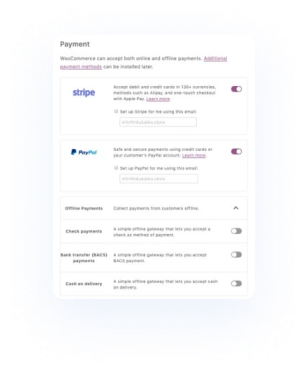 Payment
WooCommerce can accept both online and offline payments. Additional
payment methods can be installed later.
stripe
Accept debit and credit cards in 135+ currencies,
methods such as Alipay, and one-touch checkout
with Apple Pay. Learn more.
Set up Stripe for me using this email:
PayPal
Safe and secure payments using credit cards or
your customer's PayPal account. Learn more.
Set up PayPal for me using this email:
Offline Payments
Collect payments from customers offline.
Check payments
A simple offline gateway that lets you accept a
check as method of payment.
Bank transfer (BACS)
payments
A simple offline gateway that lets you accept
BACS payment.
Cash on delivery
A simple offline gateway that lets you accept cash
on delivery.